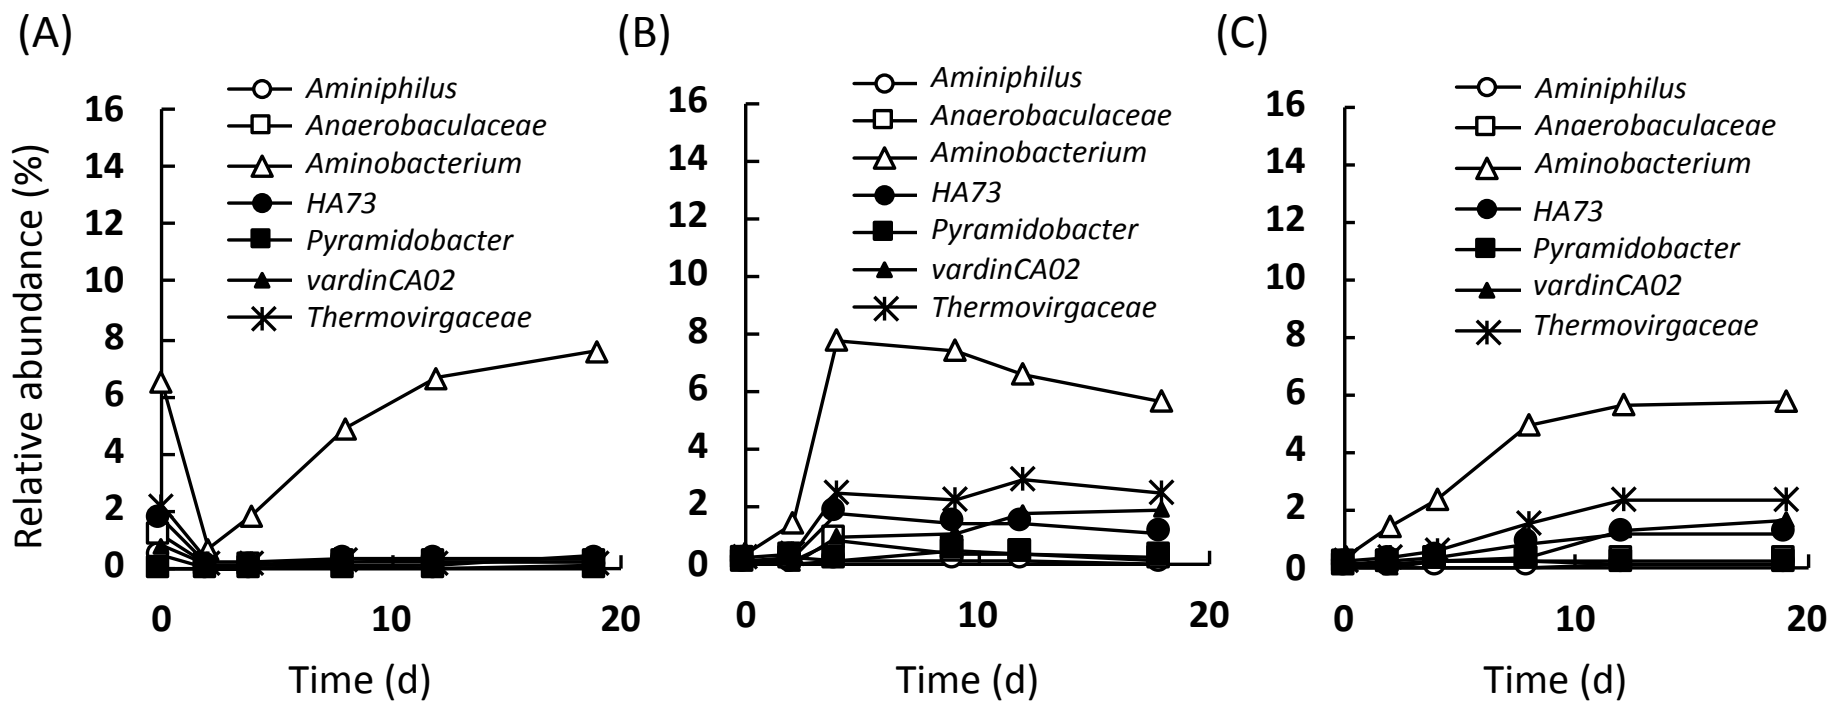 (A)
Relative abundance (%)
16
14
12
10
8
6
4
2
0
Aminiphilus
Anaerobaculaceae
Aminobacterium
HA73
Pyramidobacter
vardinCA02
Thermovirgaceae
0 10 20
Time (d)
(B)
16
14
12
10
8
6
4
2
0
Aminiphilus
Anaerobaculaceae
Aminobacterium
HA73
Pyramidobacter
vardinCA02
Thermovirgaceae
0 10 20
Time (d)
(C)
16
14
12
10
8
6
4
2
0
Aminiphilus
Anaerobaculaceae
Aminobacterium
HA73
Pyramidobacter
vardinCA02
Thermovirgaceae
0 10 20
Time (d)